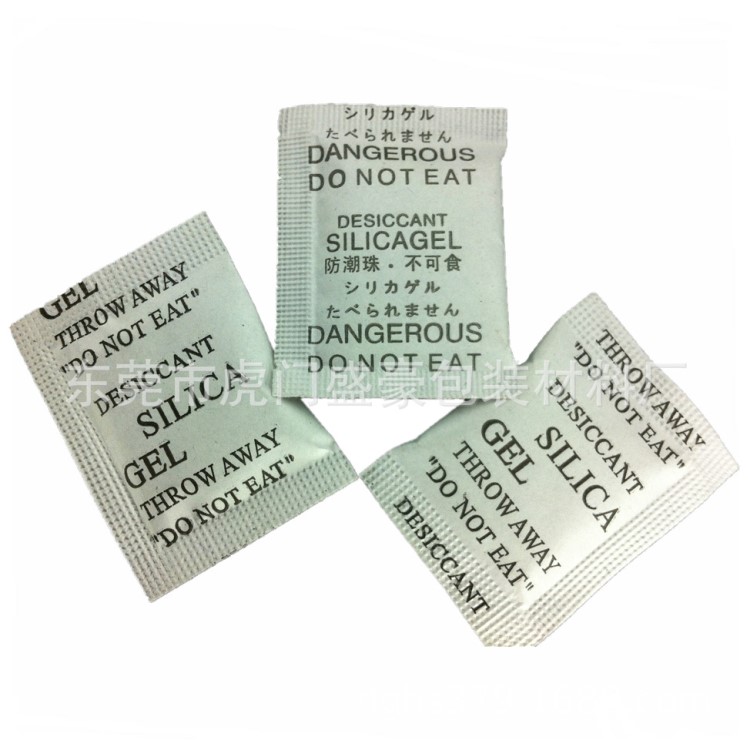 シリカゲル
たべられません
DANGEROUS
DO NOT EAT
DESICCANT
SILICAGEL
防潮珠·不可食
シリカゲル
たべられません
DANGEROUS
DO NOT EAT
GEL
THROW AWAY
"DO NOT EAT"
DESICCANT
SILICA
GEL
THROW AWAY
"DO NOT EAT"
THROW AWAY
"DO NOT EAT"
DESICCANT
SILICA
GEL
THROW AWAY
"DO NOT EAT"
DESICCANT
东莞市虎门盛豪包装材料厂